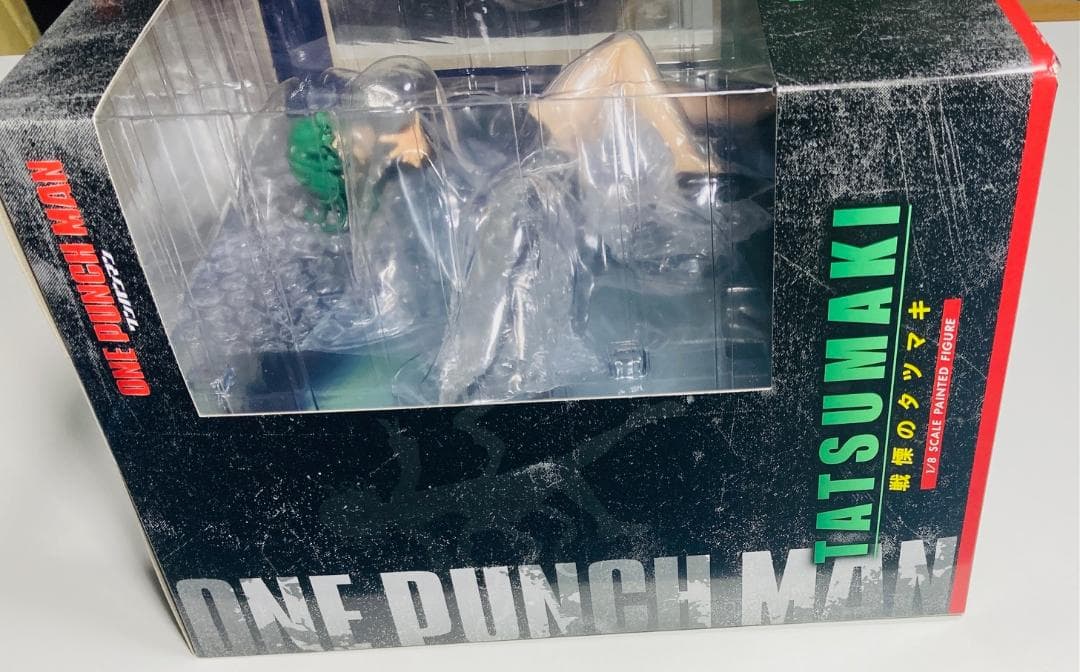 ONE PUNCH MAN
ワンパンマン
TATSUMAKI
戦慄のタツマキ
1/8 SCALE PAINTED FIGURE
ONE PUNCH MAN